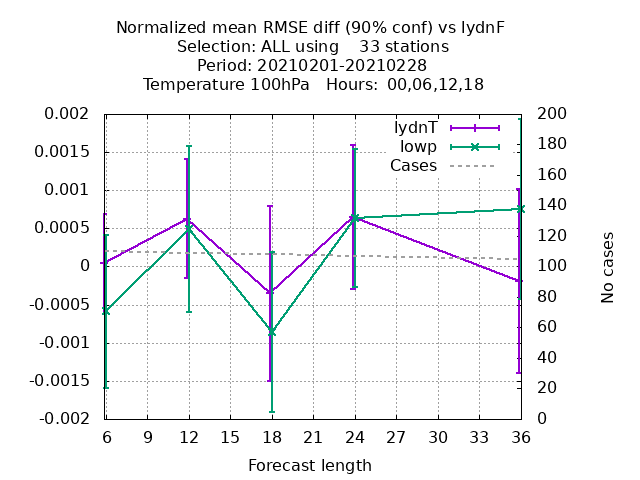 Normalized mean RMSE diff (90% conf) vs lydnF
Selection: ALL using    33 stations
Period: 20210201-20210228
Temperature 100hPa   Hours: 00,06,12,18
0.002
0.0015
0.001
0.0005
0
-0.0005
-0.001
-0.0015
-0.002
lydnT
lowp
Cases
200
180
160
140
120
100
80
60
40
20
0
No cases
6 9 12 15 18 21 24 27 30 33 36
Forecast length